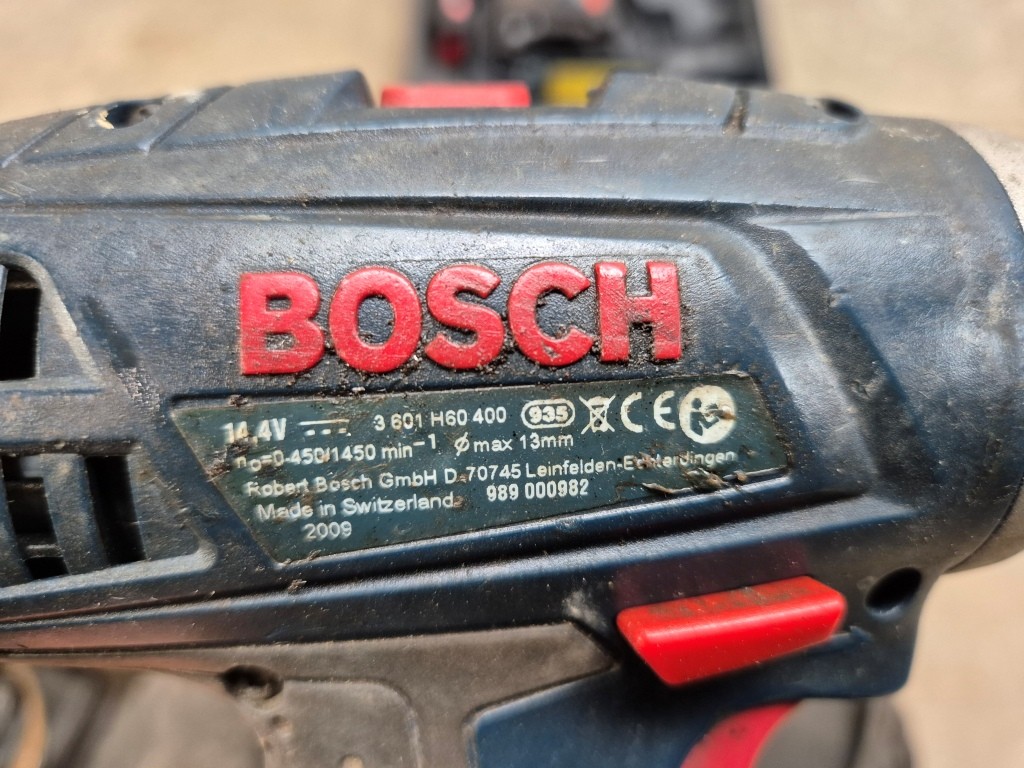 BOSCH
14,4V 3 601 H60 400 935 CE
n₀=0-450/1450 min⁻¹ Ø max 13mm
Robert Bosch GmbH D-70745 Leinfelden-Echterdingen
Made in Switzerland 989 000982
2009